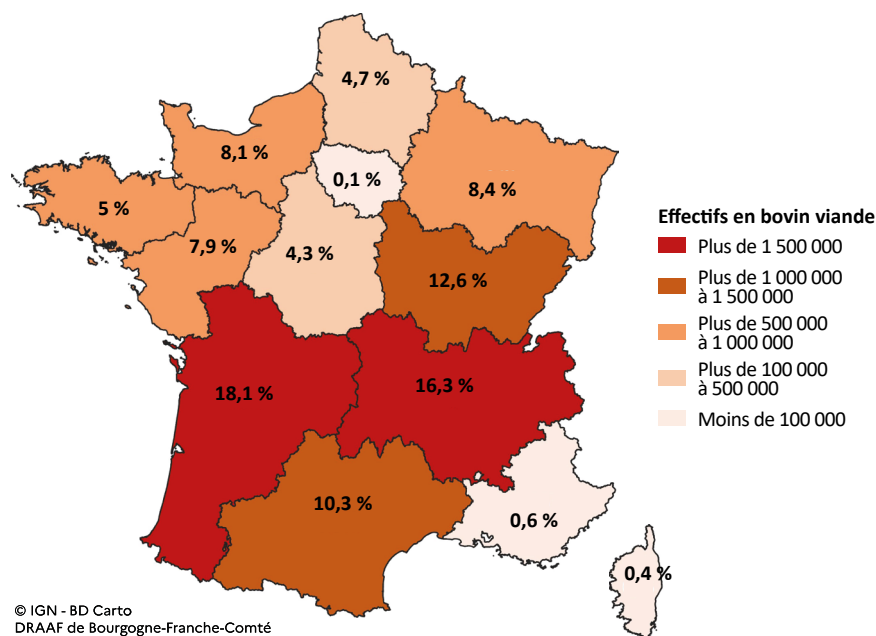 4,7 %
8,1 %
0,1 %
8,4 %
5 %
7,9 %
4,3 %
12,6 %
18,1 %
16,3 %
10,3 %
0,6 %
0,4 %
Effectifs en bovin viande
Plus de 1 500 000
Plus de 1 000 000
à 1 500 000
Plus de 500 000
à 1 000 000
Plus de 100 000
à 500 000
Moins de 100 000
© IGN - BD Carto
DRAAF de Bourgogne-Franche-Comté